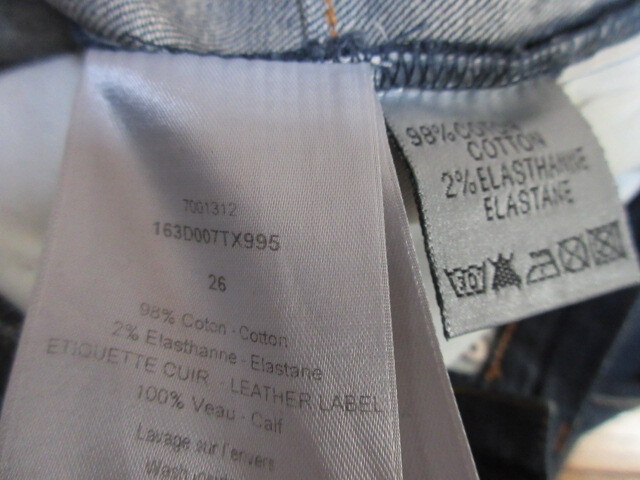 7001312
163D007TX995
26
98% Coton - Cotton
2% Elasthanne - Elastane
ETIQUETTE CUIR - LEATHER LABEL
100% Veau - Calf
Lavage sur l'envers
Wash
98% COTON
COTTON
2% ELASTHANNE
ELASTANE
30